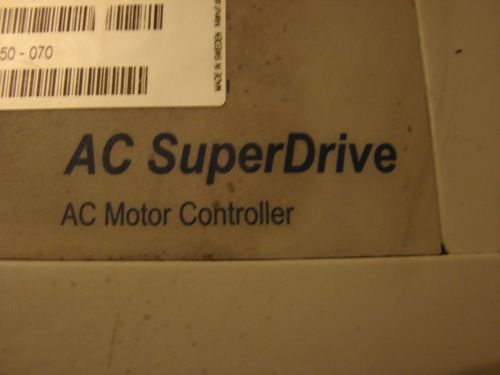 50 - 070
MADE IN SWEDEN
AC SuperDrive
AC Motor Controller